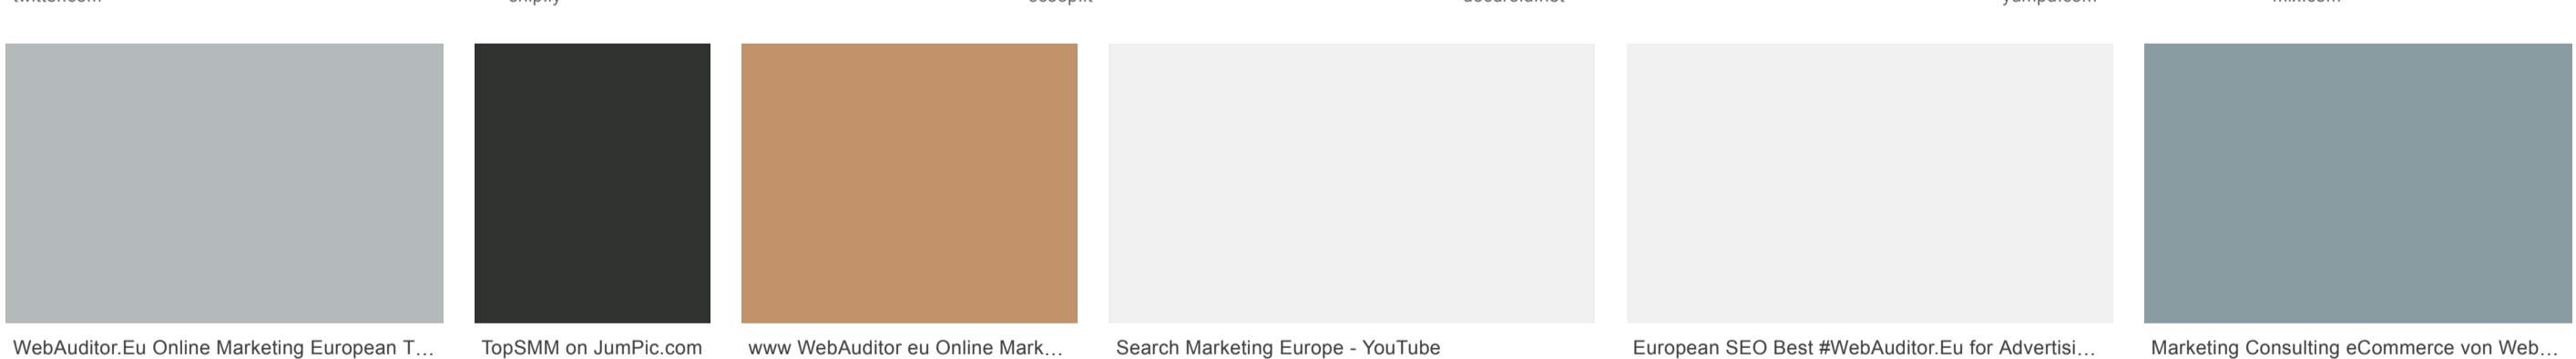 WebAuditor.Eu Online Marketing European T...
TopSMM on JumPic.com
www WebAuditor eu Online Mark...
Search Marketing Europe - YouTube
European SEO Best #WebAuditor.Eu for Advertisi...
Marketing Consulting eCommerce von Web...